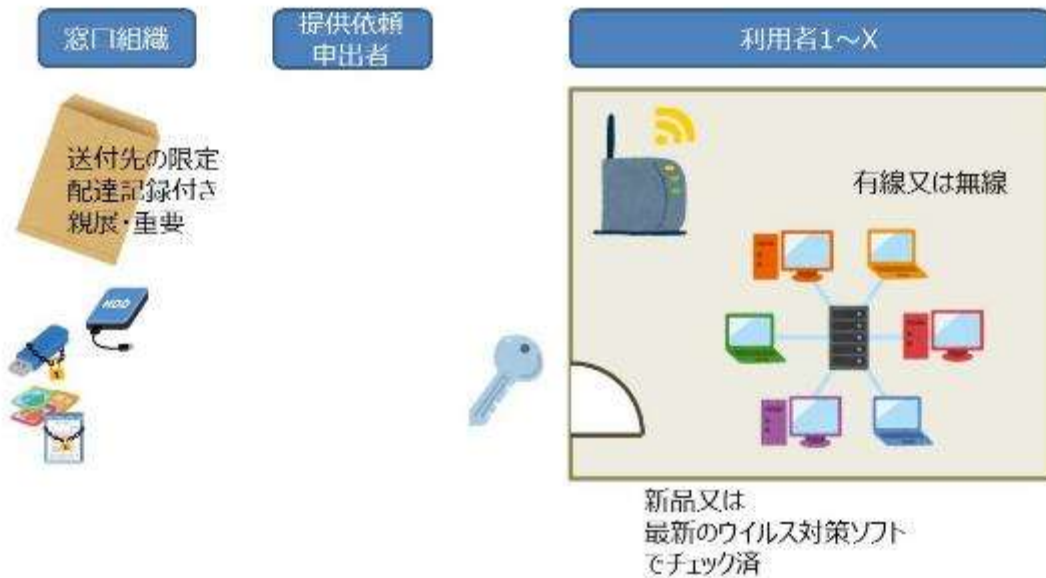 窓口組織
提供依頼
申出者
利用者1～X
送付先の限定
配達記録付き
親展・重要
HDD
有線又は無線
新品又は
最新のウイルス対策ソフト
でチェック済